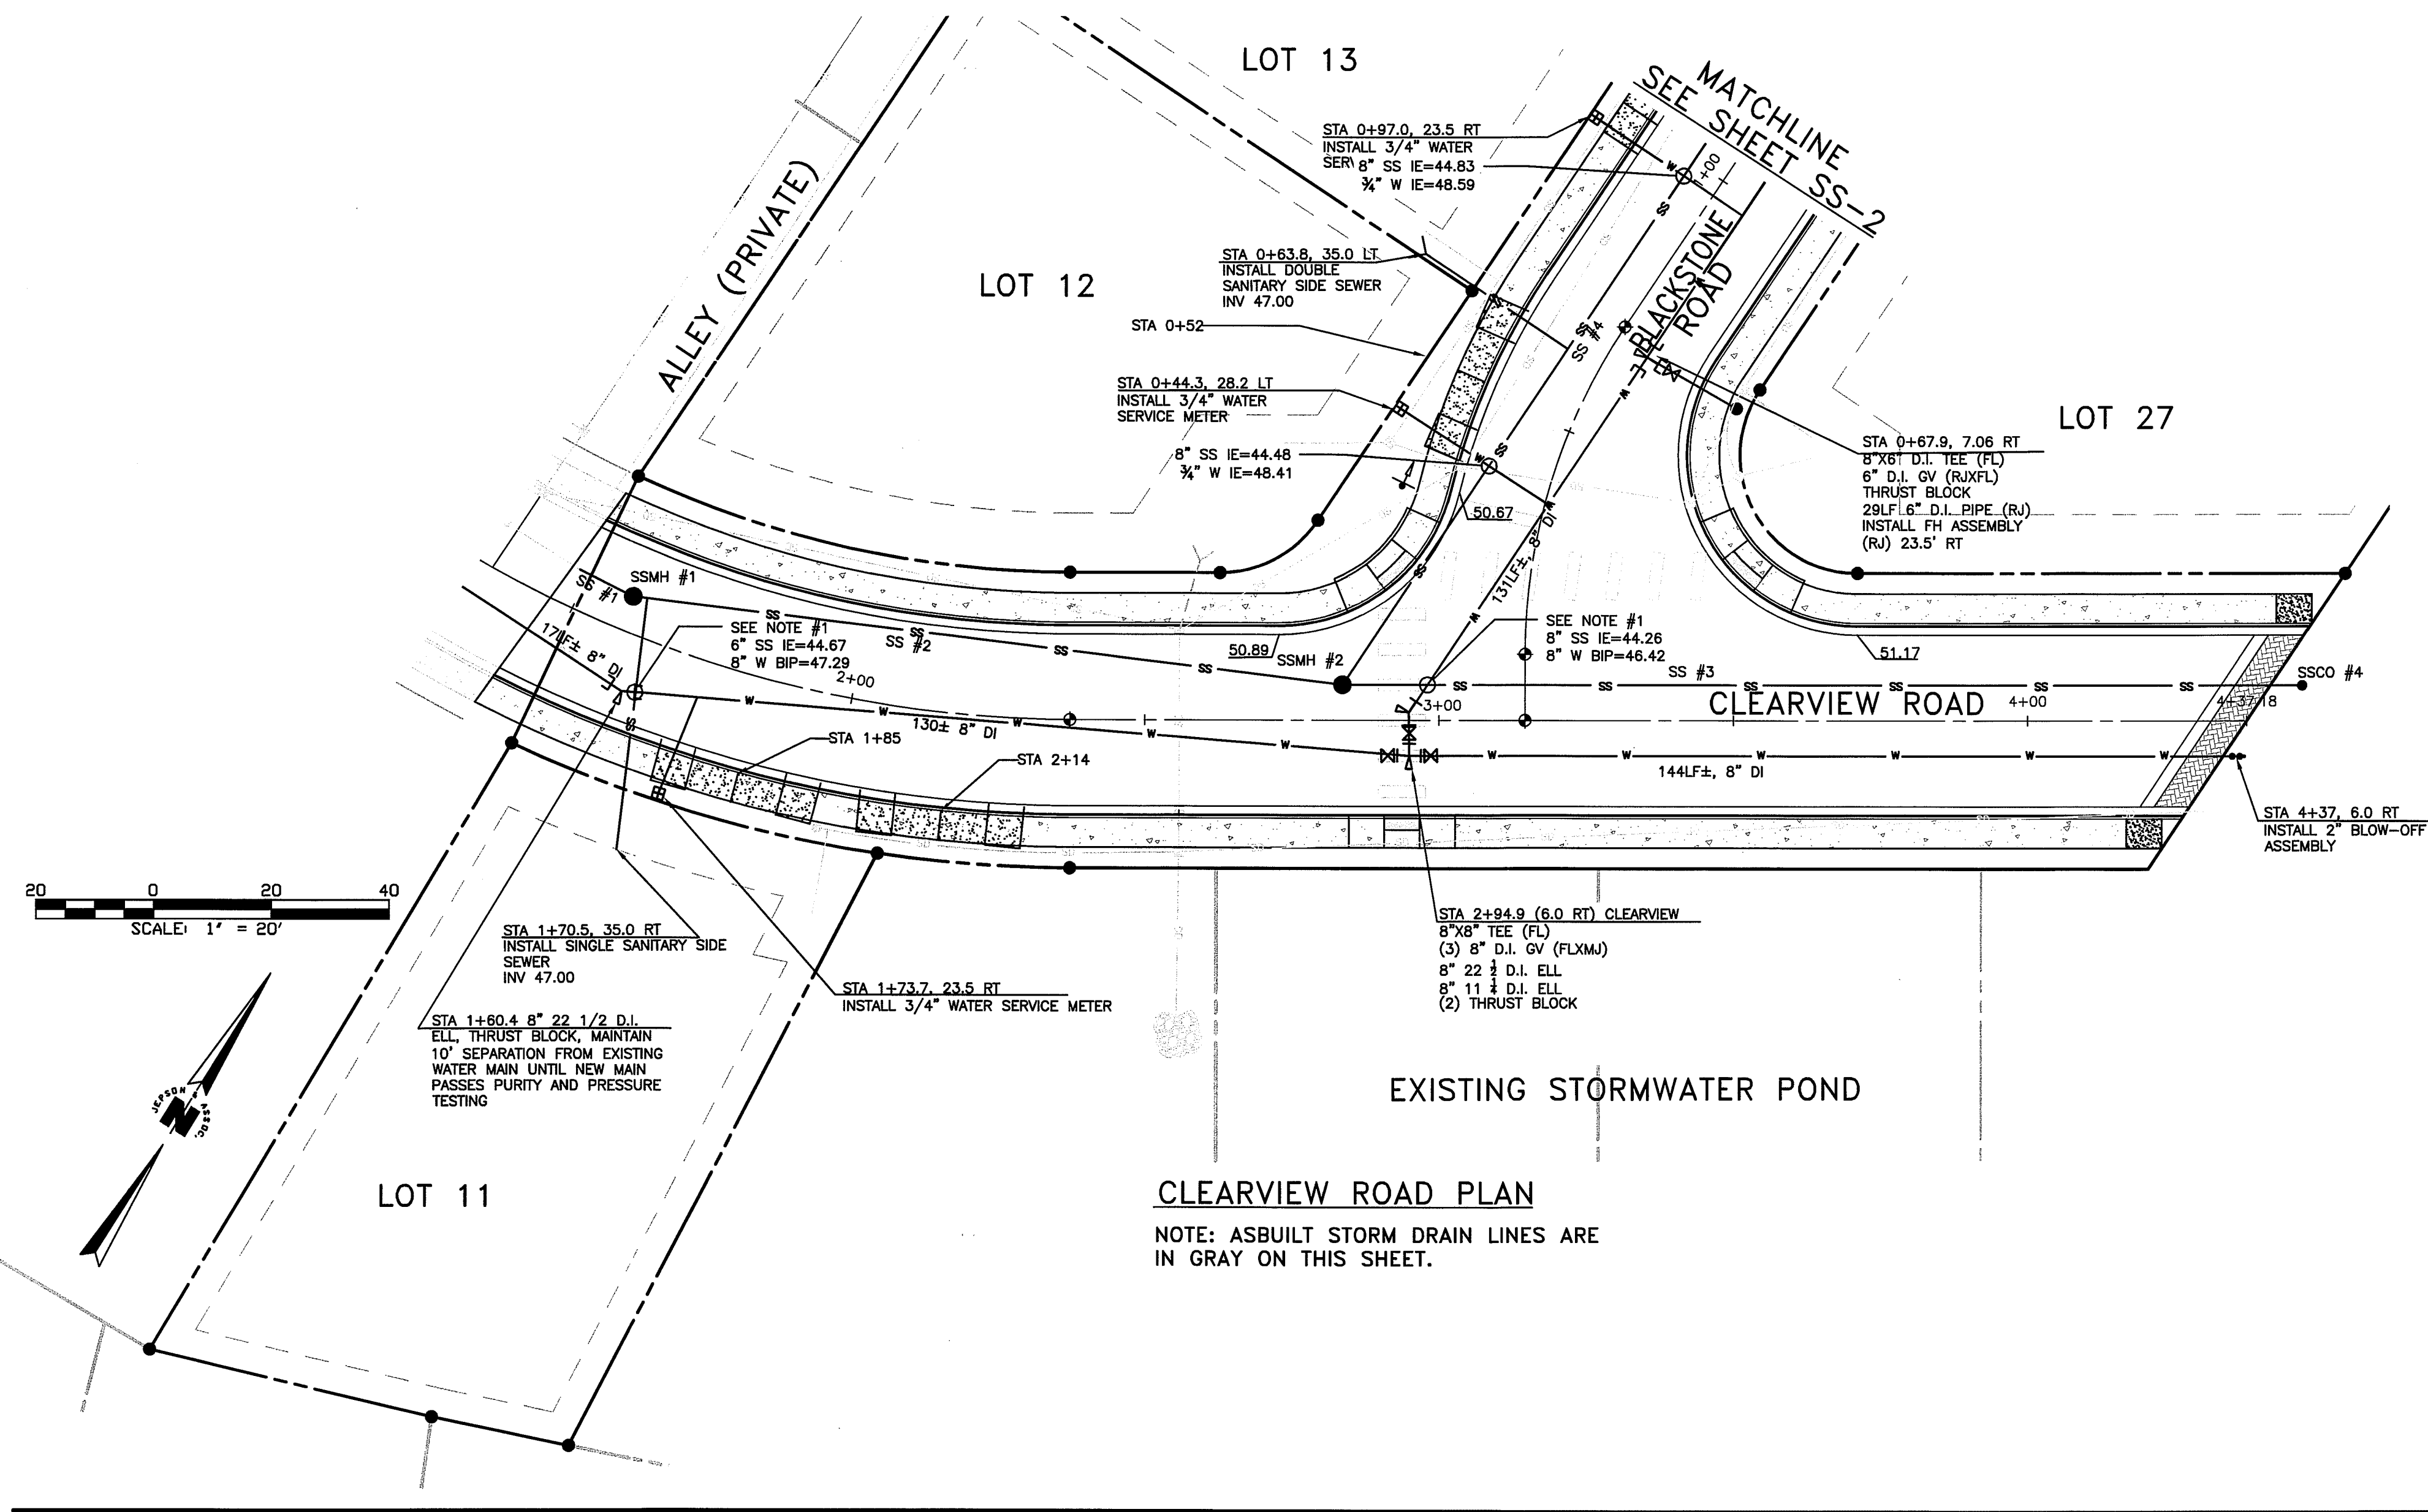 LOT 13
MATCHLINE
SEE SHEET SS-2
STA 0+97.0, 23.5 RT
INSTALL 3/4" WATER
8" SS IE=44.83
¾" W IE=48.59
+00
W
SS
ALLEY (PRIVATE)
LOT 12
STA 0+63.8, 35.0 LT
INSTALL DOUBLE
SANITARY SIDE SEWER
INV 47.00
STA 0+52
SS #4
BLACKSTONE
ROAD
STA 0+44.3, 28.2 LT
INSTALL 3/4" WATER
SERVICE METER
8" SS IE=44.48
¾" W IE=48.41
LOT 27
STA 0+67.9, 7.06 RT
8"X6" D.I. TEE (FL)
6" D.I. GV (RJXFL)
THRUST BLOCK
29LF 6" D.I. PIPE (RJ)
INSTALL FH ASSEMBLY
(RJ) 23.5' RT
50.67
131LF±, 8" DI
SS #1
SSMH #1
SEE NOTE #1
6" SS IE=44.67
8" W BIP=47.29
SS #2
17LF± 8" DI
2+00
50.89
SSMH #2
SEE NOTE #1
8" SS IE=44.26
8" W BIP=46.42
51.17
SS #3
SSCO #4
3+00
CLEARVIEW ROAD
4+00
4+37.18
130± 8" DI
STA 1+85
STA 2+14
144LF±, 8" DI
STA 4+37, 6.0 RT
INSTALL 2" BLOW-OFF
ASSEMBLY
20 0 20 40
SCALE: 1" = 20'
STA 1+70.5, 35.0 RT
INSTALL SINGLE SANITARY SIDE
SEWER
INV 47.00
STA 1+73.7, 23.5 RT
INSTALL 3/4" WATER SERVICE METER
STA 2+94.9 (6.0 RT) CLEARVIEW
8"X8" TEE (FL)
(3) 8" D.I. GV (FLXMJ)
8" 22 ½ D.I. ELL
8" 11 ¼ D.I. ELL
(2) THRUST BLOCK
STA 1+60.4 8" 22 1/2 D.I.
ELL, THRUST BLOCK, MAINTAIN
10' SEPARATION FROM EXISTING
WATER MAIN UNTIL NEW MAIN
PASSES PURITY AND PRESSURE
TESTING
JEPSON
N
ASSOC.
EXISTING STORMWATER POND
LOT 11
CLEARVIEW ROAD PLAN
NOTE: ASBUILT STORM DRAIN LINES ARE
IN GRAY ON THIS SHEET.